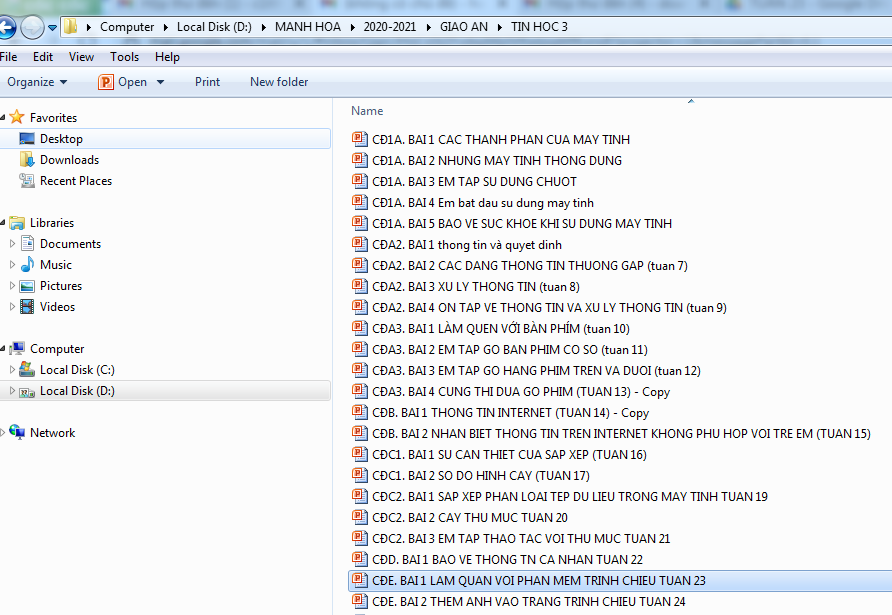 Computer ▸ Local Disk (D:) ▸ MANH HOA ▸ 2020-2021 ▸ GIAO AN ▸ TIN HOC 3
File Edit View Tools Help
Organize Open Print New folder
Favorites
Desktop
Downloads
Recent Places
Libraries
Documents
Music
Pictures
Videos
Computer
Local Disk (C:)
Local Disk (D:)
Network
Name
CĐ1A. BAI 1 CAC THANH PHAN CUA MAY TINH
CĐ1A. BAI 2 NHUNG MAY TINH THONG DUNG
CĐ1A. BAI 3 EM TAP SU DUNG CHUOT
CĐ1A. BAI 4 Em bat dau su dung may tinh
CĐ1A. BAI 5 BAO VE SUC KHOE KHI SU DUNG MAY TINH
CĐA2. BAI 1 thong tin và quyet dinh
CĐA2. BAI 2 CAC DANG THONG TIN THUONG GAP (tuan 7)
CĐA2. BAI 3 XU LY THONG TIN (tuan 8)
CĐA2. BAI 4 ON TAP VE THONG TIN VA XU LY THONG TIN (tuan 9)
CĐA3. BAI 1 LÀM QUEN VỚI BÀN PHÍM (tuan 10)
CĐA3. BAI 2 EM TAP GO BAN PHIM CO SO (tuan 11)
CĐA3. BAI 3 EM TAP GO HANG PHIM TREN VA DUOI (tuan 12)
CĐA3. BAI 4 CUNG THI DUA GO PHIM (TUAN 13) - Copy
CĐB. BAI 1 THONG TIN INTERNET (TUAN 14) - Copy
CĐB. BAI 2 NHAN BIET THONG TIN TREN INTERNET KHONG PHU HOP VOI TRE EM (TUAN 15)
CĐC1. BAI 1 SU CAN THIET CUA SAP XEP (TUAN 16)
CĐC1. BAI 2 SO DO HINH CAY (TUAN 17)
CĐC2. BAI 1 SAP XEP PHAN LOAI TEP DU LIEU TRONG MAY TINH TUAN 19
CĐC2. BAI 2 CAY THU MUC TUAN 20
CĐC2. BAI 3 EM TAP THAO TAC VOI THU MUC TUAN 21
CĐD. BAI 1 BAO VE THONG TN CA NHAN TUAN 22
CĐE. BAI 1 LAM QUAN VOI PHAN MEM TRINH CHIEU TUAN 23
CĐE. BAI 2 THEM ANH VAO TRANG TRINH CHIEU TUAN 24